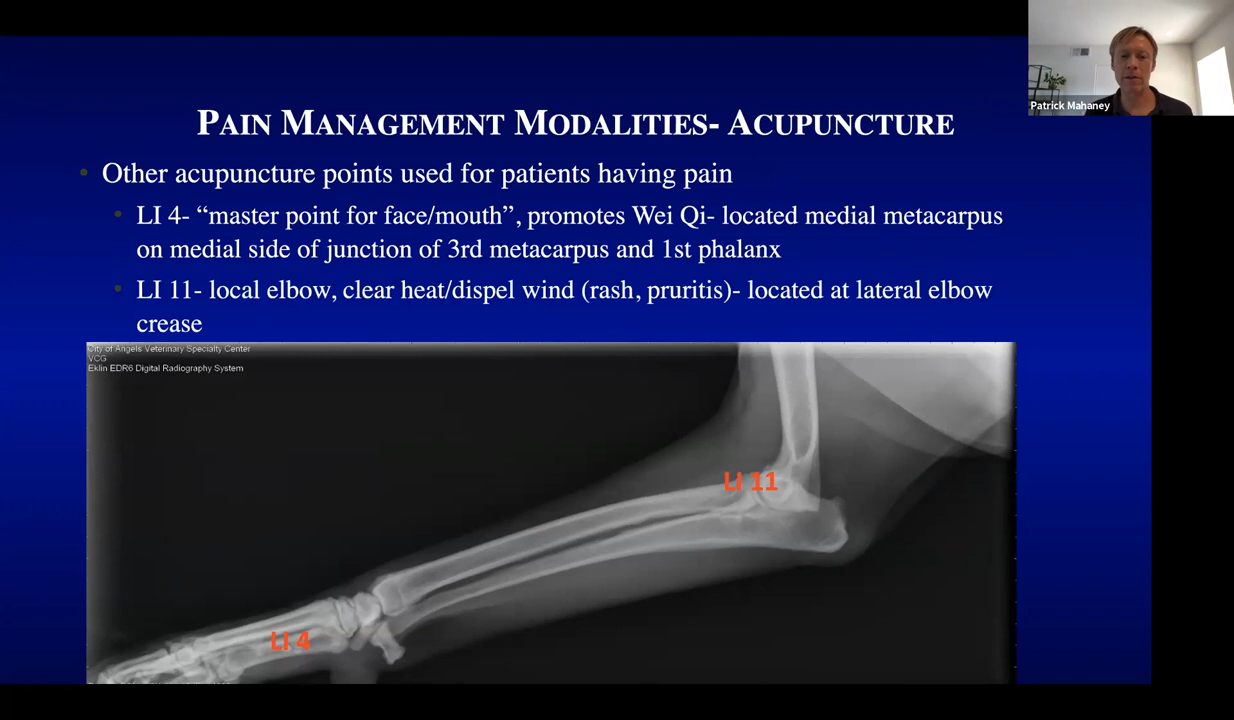 Patrick Mahaney
PAIN MANAGEMENT MODALITIES- ACUPUNCTURE
Other acupuncture points used for patients having pain
LI 4- “master point for face/mouth”, promotes Wei Qi- located medial metacarpus
on medial side of junction of 3rd metacarpus and 1st phalanx
LI 11- local elbow, clear heat/dispel wind (rash, pruritis)- located at lateral elbow
crease
City of Angels Veterinary Specialty Center
VCG
Eklin EDR6 Digital Radiography System
LI 11
LI 4